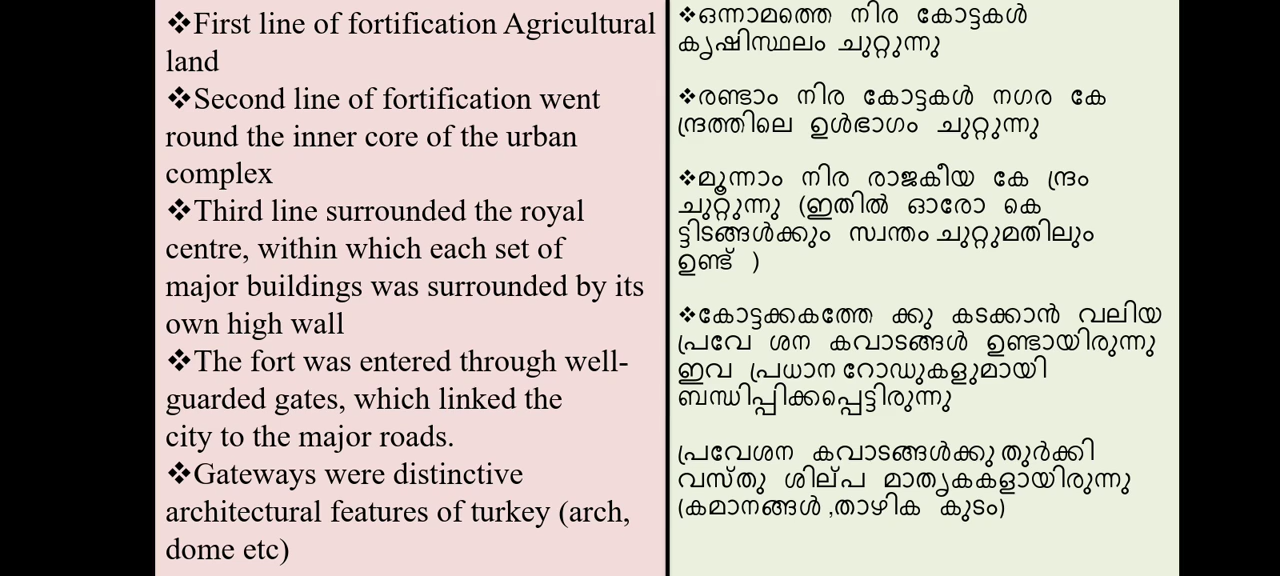 ❖First line of fortification Agricultural
land
❖Second line of fortification went
round the inner core of the urban
complex
❖Third line surrounded the royal
centre, within which each set of
major buildings was surrounded by its
own high wall
❖The fort was entered through well-
guarded gates, which linked the
city to the major roads.
❖Gateways were distinctive
architectural features of turkey (arch,
dome etc)
❖ഒന്നാമത്തെ നിര കോട്ടകൾ
കൃഷിസ്ഥലം ചുറ്റുന്നു
❖രണ്ടാം നിര കോട്ടകൾ നഗര കേ
ന്ദ്രത്തിലെ ഉൾഭാഗം ചുറ്റുന്നു
❖മൂന്നാം നിര രാജകീയ കേ ന്ദ്രം
ചുറ്റുന്നു (ഇതിൽ ഓരോ കെ
ട്ടിടങ്ങൾക്കും സ്വന്തം ചുറ്റുമതിലും
ഉണ്ട് )
❖കോട്ടക്കകത്തേ ക്കു കടക്കാൻ വലിയ
പ്രവേ ശന കവാടങ്ങൾ ഉണ്ടായിരുന്നു
ഇവ പ്രധാന റോഡുകളുമായി
ബന്ധിപ്പിക്കപ്പെട്ടിരുന്നു
പ്രവേശന കവാടങ്ങൾക്കു തുർക്കി
വസ്തു ശില്പ മാതൃകകളായിരുന്നു
(കമാനങ്ങൾ ,താഴിക കുടം)